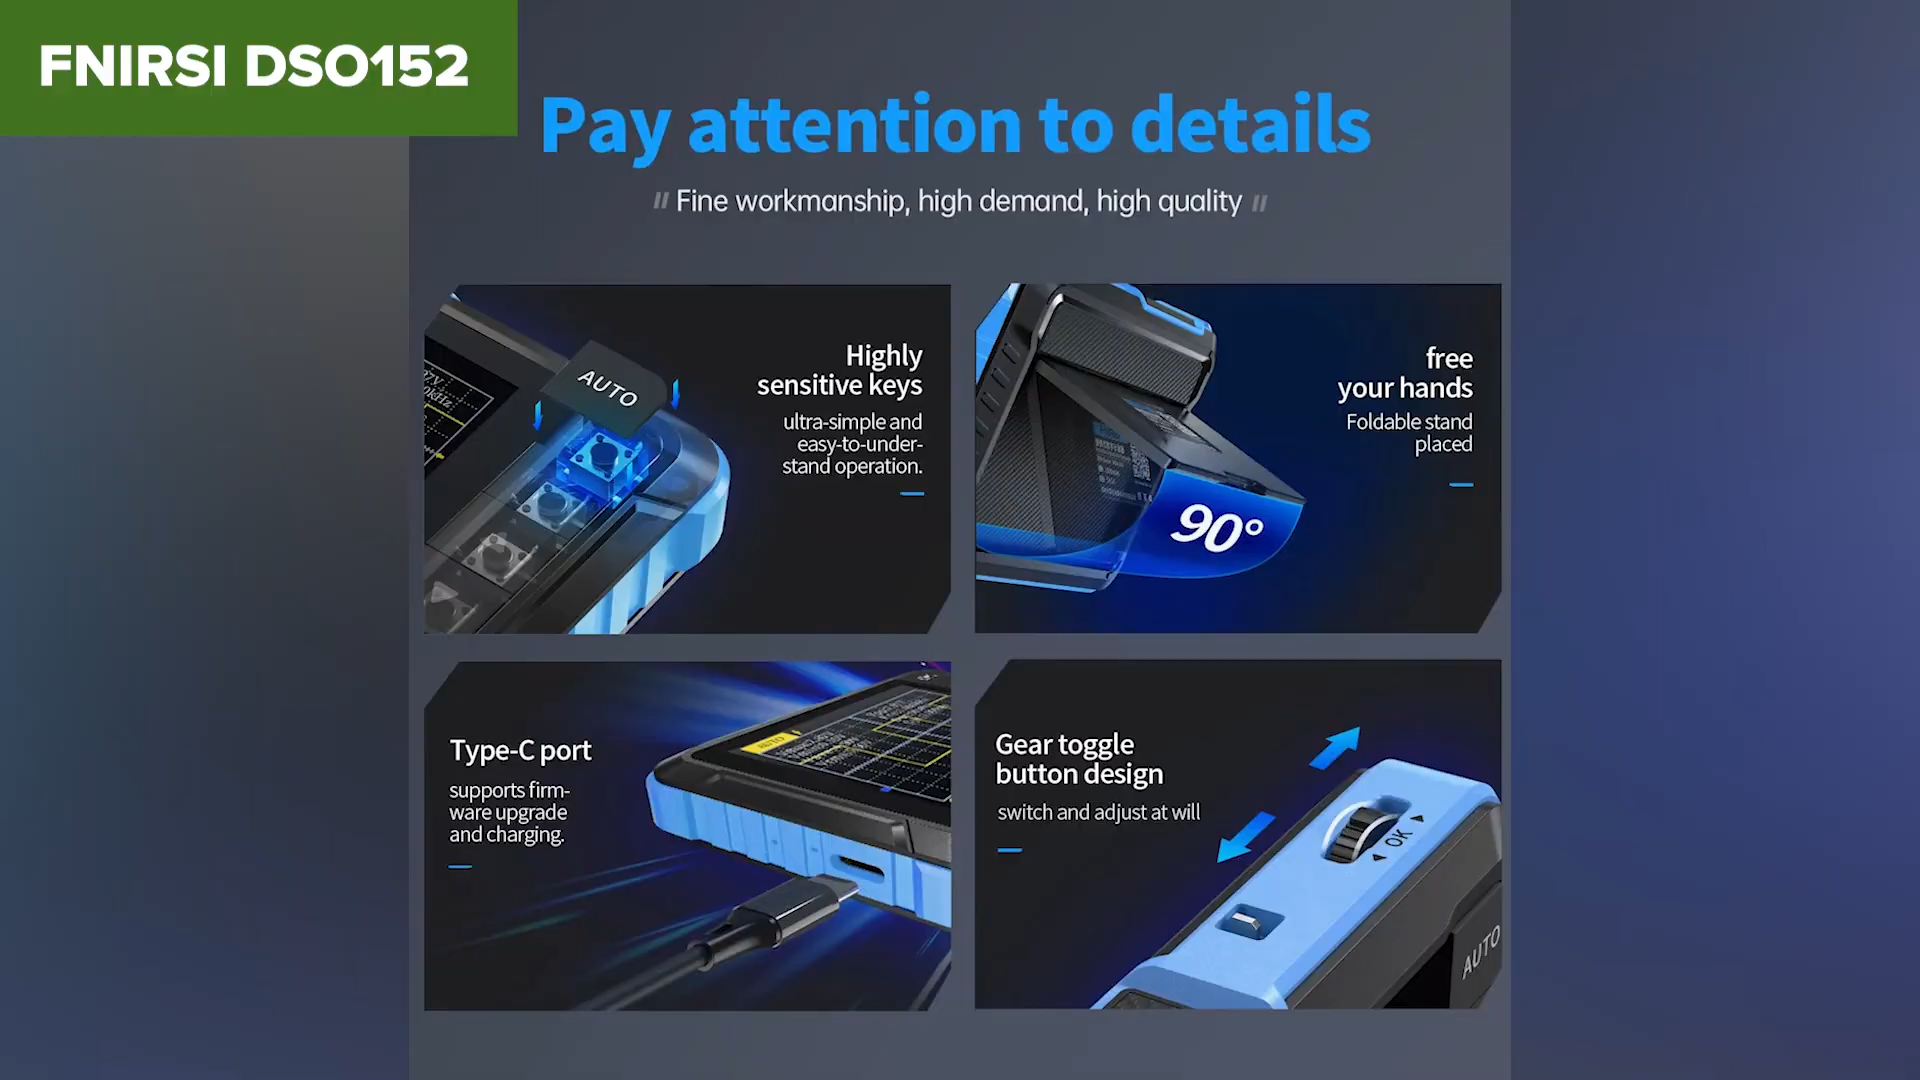 FNIRSI DSO152
Pay attention to details
" Fine workmanship, high demand, high quality "
AUTO
Highly
sensitive keys
ultra-simple and
easy-to-under-
stand operation.
free
your hands
Foldable stand
placed
90°
Type-C port
supports firm-
ware upgrade
and charging.
AUTO
Gear toggle
button design
switch and adjust at will
OK
AUTO